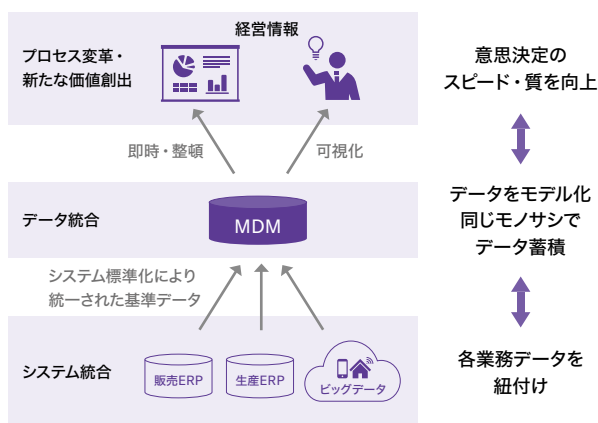 経営情報
プロセス変革・
新たな価値創出
意思決定の
スピード・質を向上
即時・整頓
可視化
データ統合
MDM
データをモデル化
同じモノサシで
データ蓄積
システム標準化により
統一された基準データ
システム統合
販売ERP
生産ERP
ビッグデータ
各業務データを
紐付け